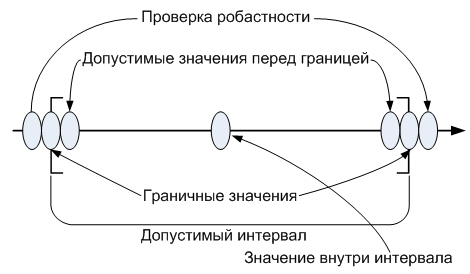 Проверка робастности
Допустимые значения перед границей
Граничные значения
Допустимый интервал
Значение внутри интервала